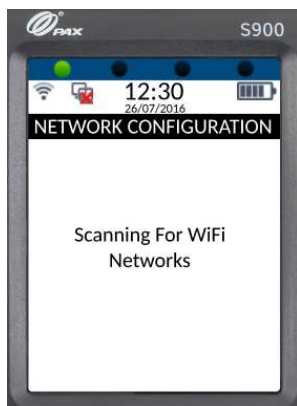 PAX
S900
12:30
26/07/2016
NETWORK CONFIGURATION
Scanning For WiFi
Networks